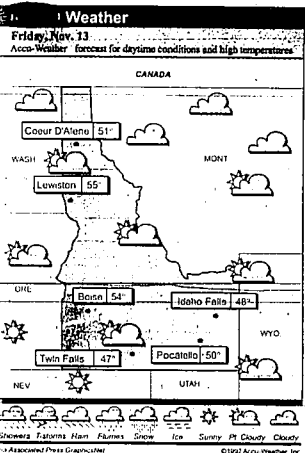 Weather
Friday, Nov. 13
Accu-Weather forecast for daytime conditions and high temperatures
CANADA
Coeur D'Alene 51°
WASH
MONT
Lewiston 55°
ORE
Boise 54°
Idaho Falls 48°
WYO.
Twin Falls 47°
Pocatello 50°
NEV
UTAH
Showers T-storms Rain Flurries Snow Ice Sunny Pt Cloudy Cloudy
Associated Press GraphicsNet
Accu-Weather, Inc.